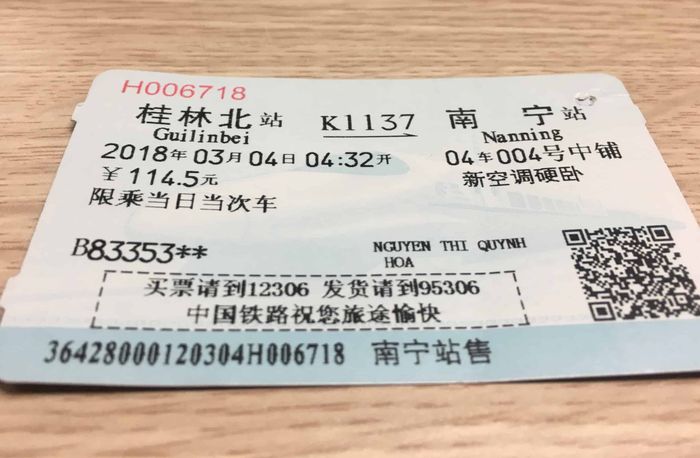 H006718
桂林北站 K1137 南宁站
Guilinbei Nanning
2018年03月04日04:32开 04车004号中铺
￥114.5元 新空调硬卧
限乘当日当次车
B83353** NGUYEN THI QUYNH
HOA
买票请到12306 发货请到95306
中国铁路祝您旅途愉快
36428000120304H006718 南宁站售